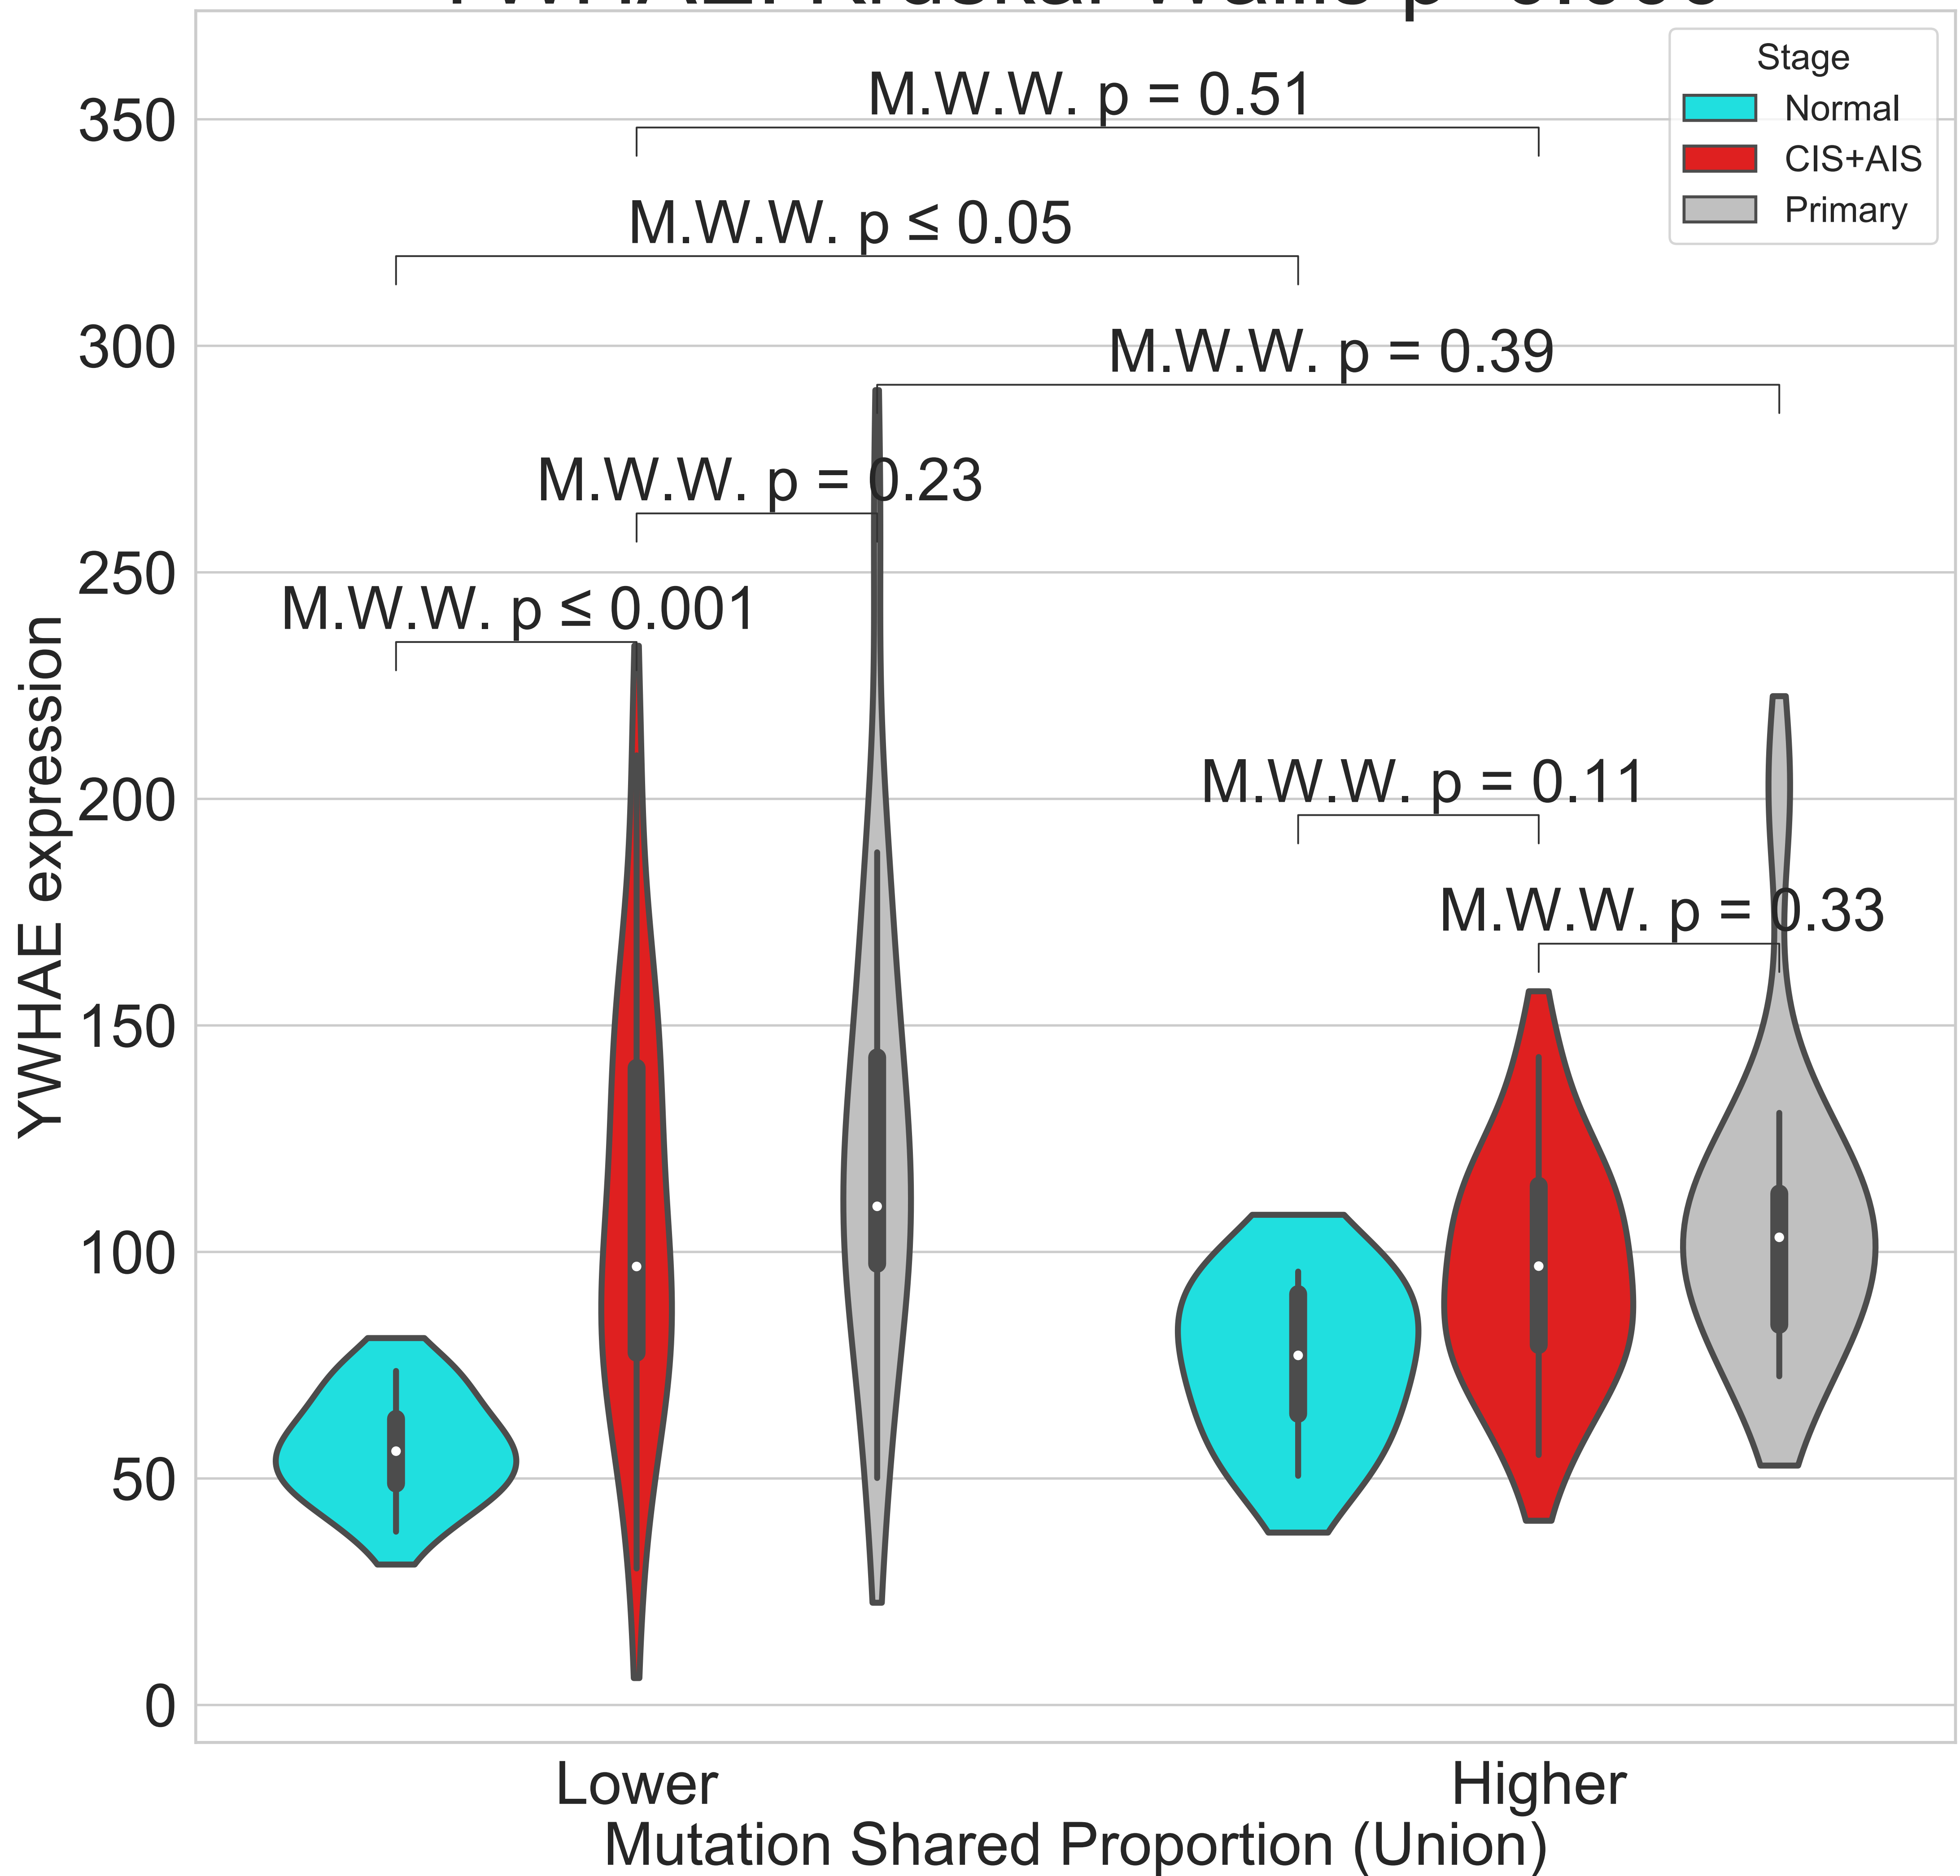 Stage
Normal
CIS+AIS
Primary
M.W.W. p = 0.51
M.W.W. p ≤ 0.05
M.W.W. p = 0.39
M.W.W. p = 0.23
M.W.W. p ≤ 0.001
M.W.W. p = 0.11
M.W.W. p = 0.33
350
300
250
200
150
100
50
0
YWHAE expression
Lower
Higher
Mutation Shared Proportion (Union)